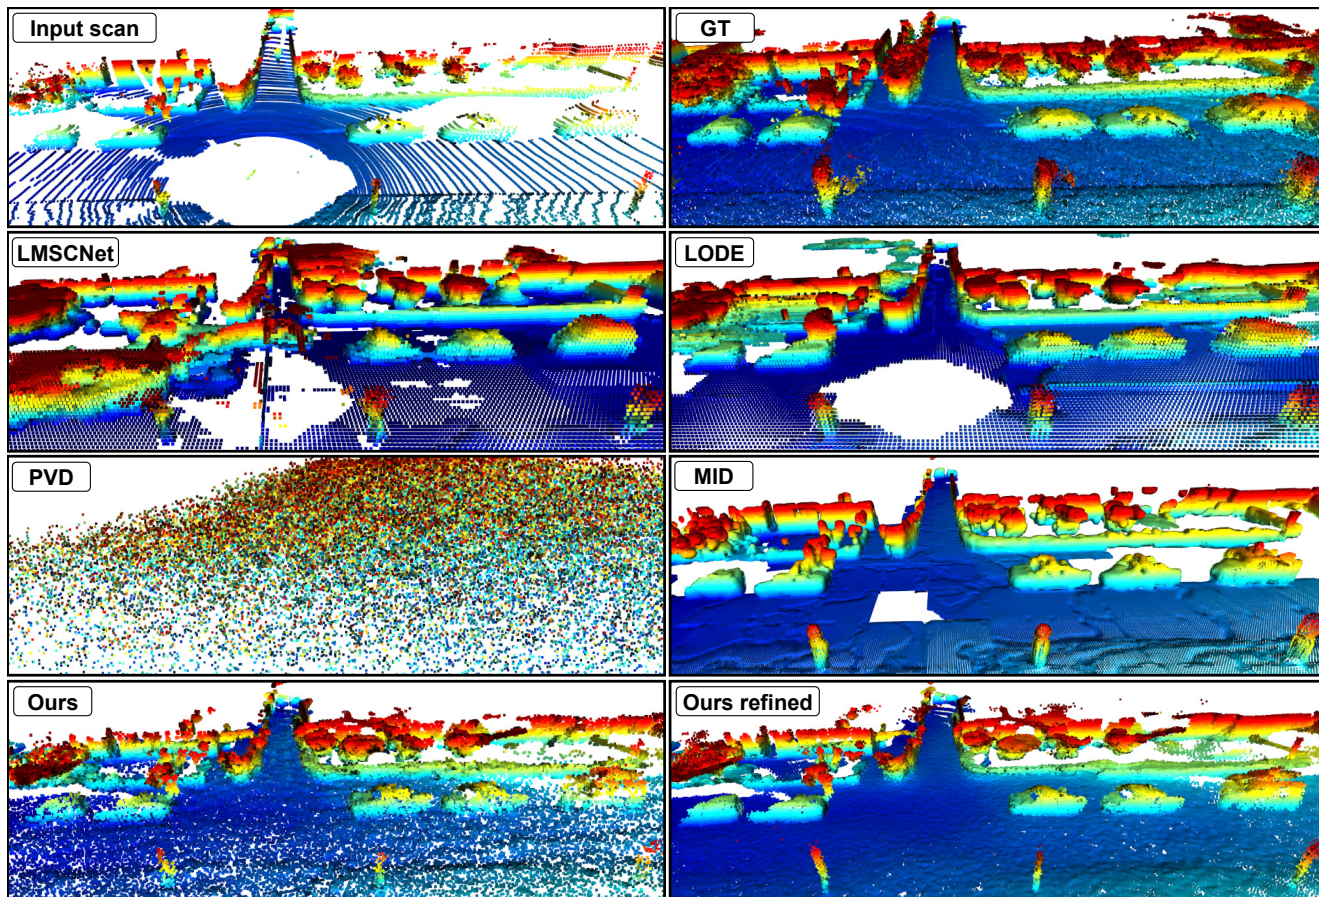 Input scan
GT
LMSCNet
LODE
PVD
MID
Ours
Ours refined